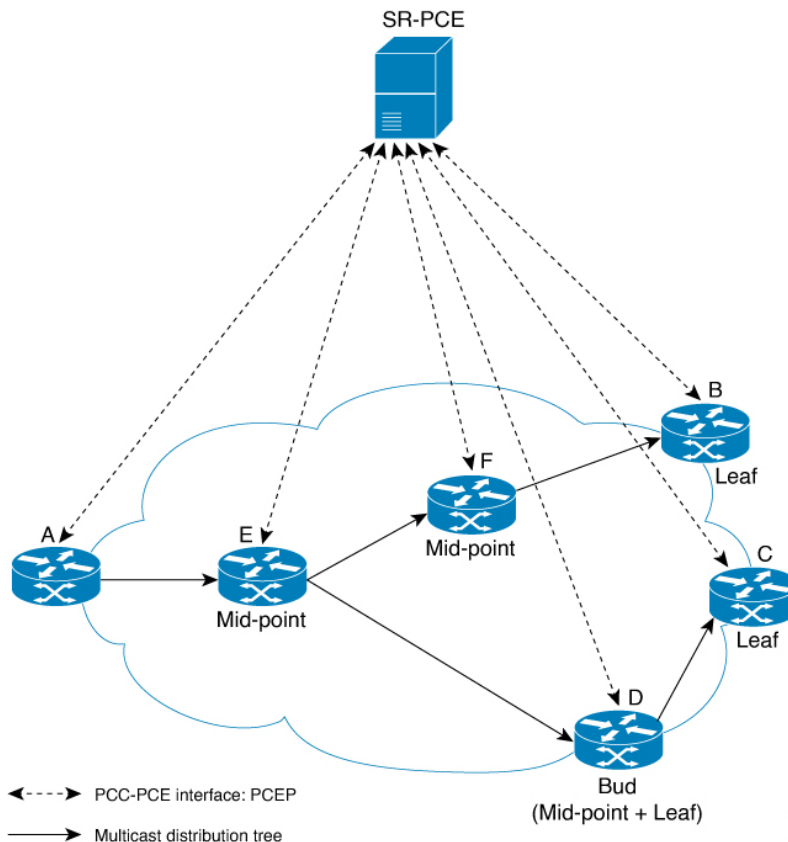 SR-PCE
B
Leaf
F
Mid-point
A
E
Mid-point
C
Leaf
D
Bud
(Mid-point + Leaf)
PCC-PCE interface: PCEP
Multicast distribution tree